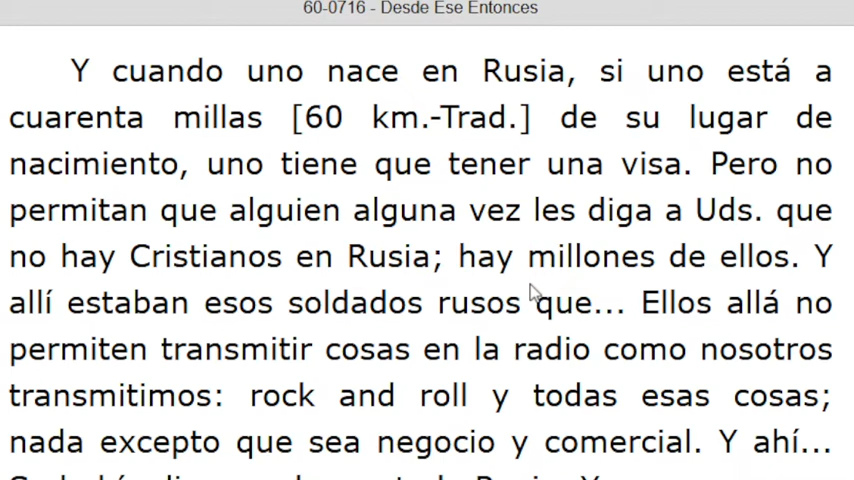 60-0716 - Desde Ese Entonces
Y cuando uno nace en Rusia, si uno está a
cuarenta millas [60 km.-Trad.] de su lugar de
nacimiento, uno tiene que tener una visa. Pero no
permitan que alguien alguna vez les diga a Uds. que
no hay Cristianos en Rusia; hay millones de ellos. Y
allí estaban esos soldados rusos que... Ellos allá no
permiten transmitir cosas en la radio como nosotros
transmitimos: rock and roll y todas esas cosas;
nada excepto que sea negocio y comercial. Y ahí...